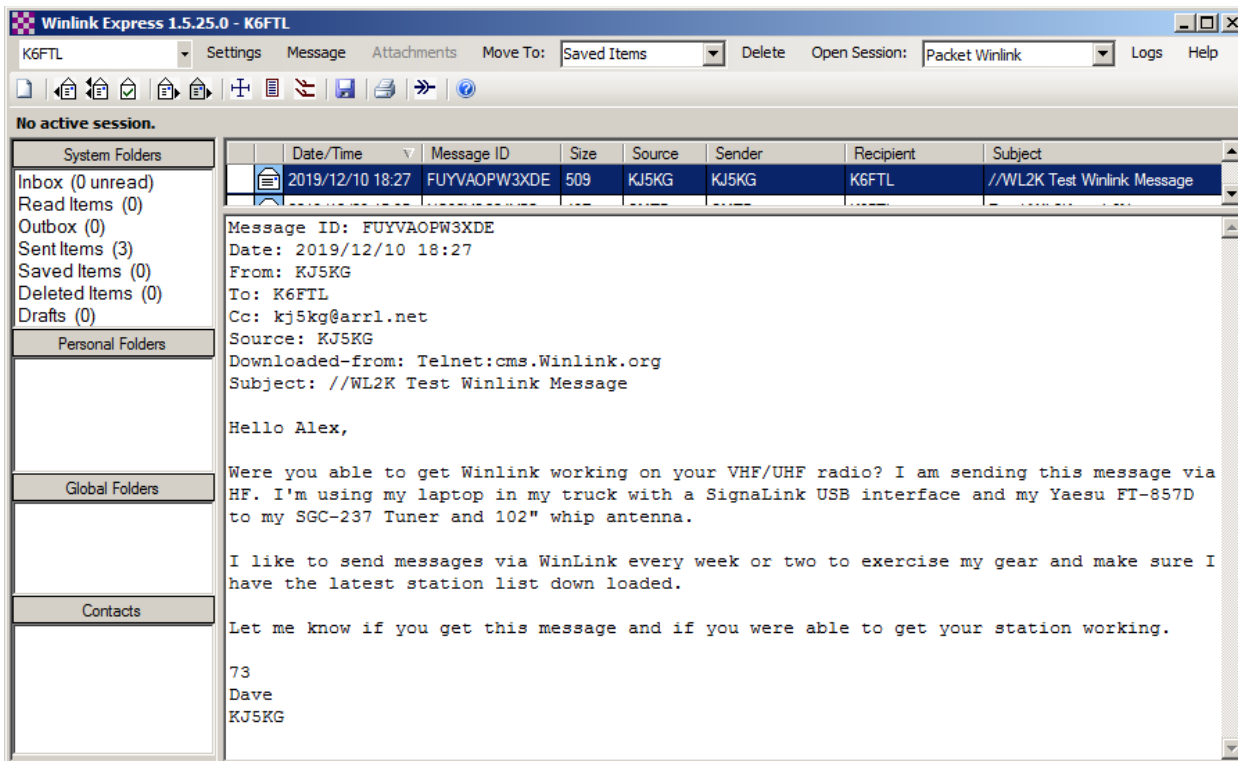 Winlink Express 1.5.25.0 - K6FTL
K6FTL Settings Message Attachments Move To: Saved Items Delete Open Session: Packet Winlink Logs Help
No active session.
System Folders
Inbox (0 unread)
Read Items (0)
Outbox (0)
Sent Items (3)
Saved Items (0)
Deleted Items (0)
Drafts (0)
Personal Folders
Global Folders
Contacts
Date/Time Message ID Size Source Sender Recipient Subject
2019/12/10 18:27 FUYVAOPW3XDE 509 KJ5KG KJ5KG K6FTL //WL2K Test Winlink Message
Message ID: FUYVAOPW3XDE
Date: 2019/12/10 18:27
From: KJ5KG
To: K6FTL
Cc: kj5kg@arrl.net
Source: KJ5KG
Downloaded-from: Telnet:cms.Winlink.org
Subject: //WL2K Test Winlink Message
Hello Alex,
Were you able to get Winlink working on your VHF/UHF radio? I am sending this message via
HF. I'm using my laptop in my truck with a SignaLink USB interface and my Yaesu FT-857D
to my SGC-237 Tuner and 102" whip antenna.
I like to send messages via WinLink every week or two to exercise my gear and make sure I
have the latest station list down loaded.
Let me know if you get this message and if you were able to get your station working.
73
Dave
KJ5KG